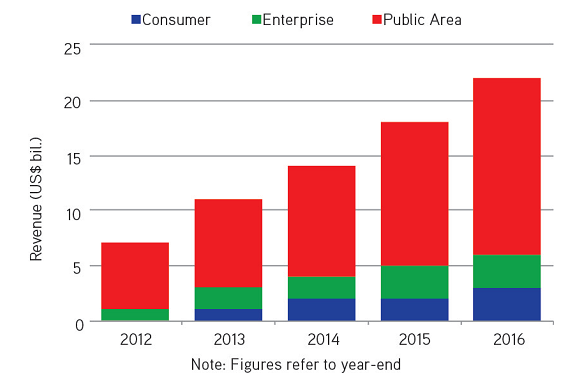 Consumer Enterprise Public Area
25
20
15
10
5
0
Revenue (US$ bil.)
2012 2013 2014 2015 2016
Note: Figures refer to year-end